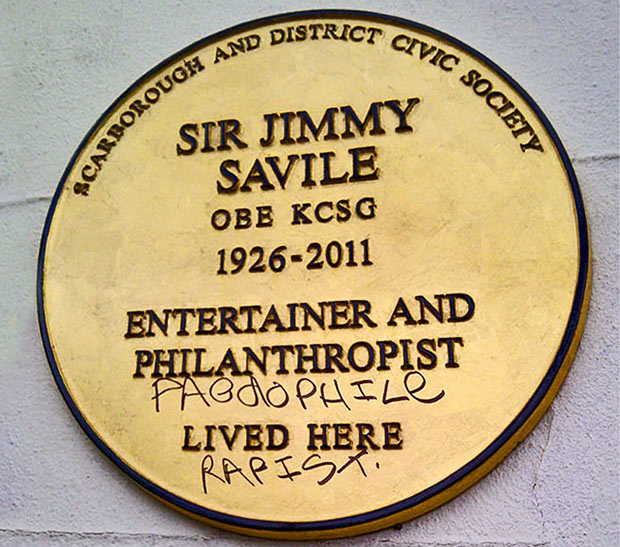 SCARBOROUGH AND DISTRICT CIVIC SOCIETY
SIR JIMMY
SAVILE
OBE KCSG
1926-2011
ENTERTAINER AND
PHILANTHROPIST
PAEdOPHILe
LIVED HERE
RAPIST.